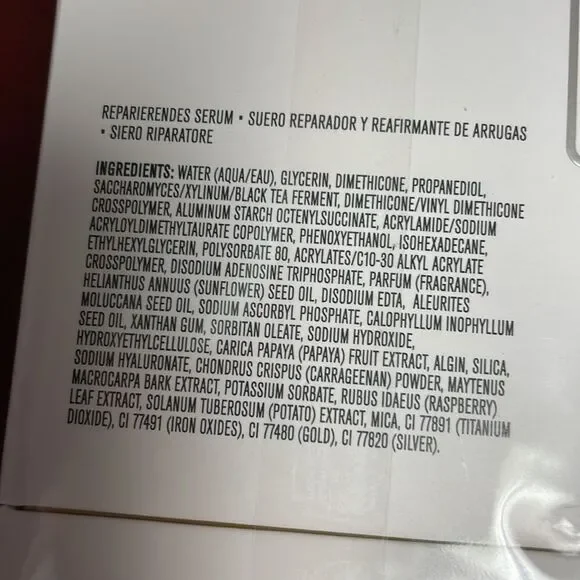 REPARIERENDES SERUM • SUERO REPARADOR Y REAFIRMANTE DE ARRUGAS
• SIERO RIPARATORE
INGREDIENTS: WATER (AQUA/EAU), GLYCERIN, DIMETHICONE, PROPANEDIOL,
SACCHAROMYCES/XYLINUM/BLACK TEA FERMENT, DIMETHICONE/VINYL DIMETHICONE
CROSSPOLYMER, ALUMINUM STARCH OCTENYLSUCCINATE, ACRYLAMIDE/SODIUM
ACRYLOYLDIMETHYLTAURATE COPOLYMER, PHENOXYETHANOL, ISOHEXADECANE,
ETHYLHEXYLGLYCERIN, POLYSORBATE 80, ACRYLATES/C10-30 ALKYL ACRYLATE
CROSSPOLYMER, DISODIUM ADENOSINE TRIPHOSPHATE, PARFUM (FRAGRANCE),
HELIANTHUS ANNUUS (SUNFLOWER) SEED OIL, DISODIUM EDTA, ALEURITES
MOLUCCANA SEED OIL, SODIUM ASCORBYL PHOSPHATE, CALOPHYLLUM INOPHYLLUM
SEED OIL, XANTHAN GUM, SORBITAN OLEATE, SODIUM HYDROXIDE,
HYDROXYETHYLCELLULOSE, CARICA PAPAYA (PAPAYA) FRUIT EXTRACT, ALGIN, SILICA,
SODIUM HYALURONATE, CHONDRUS CRISPUS (CARRAGEENAN) POWDER, MAYTENUS
MACROCARPA BARK EXTRACT, POTASSIUM SORBATE, RUBUS IDAEUS (RASPBERRY)
LEAF EXTRACT, SOLANUM TUBEROSUM (POTATO) EXTRACT, MICA, CI 77891 (TITANIUM
DIOXIDE), CI 77491 (IRON OXIDES), CI 77480 (GOLD), CI 77820 (SILVER).